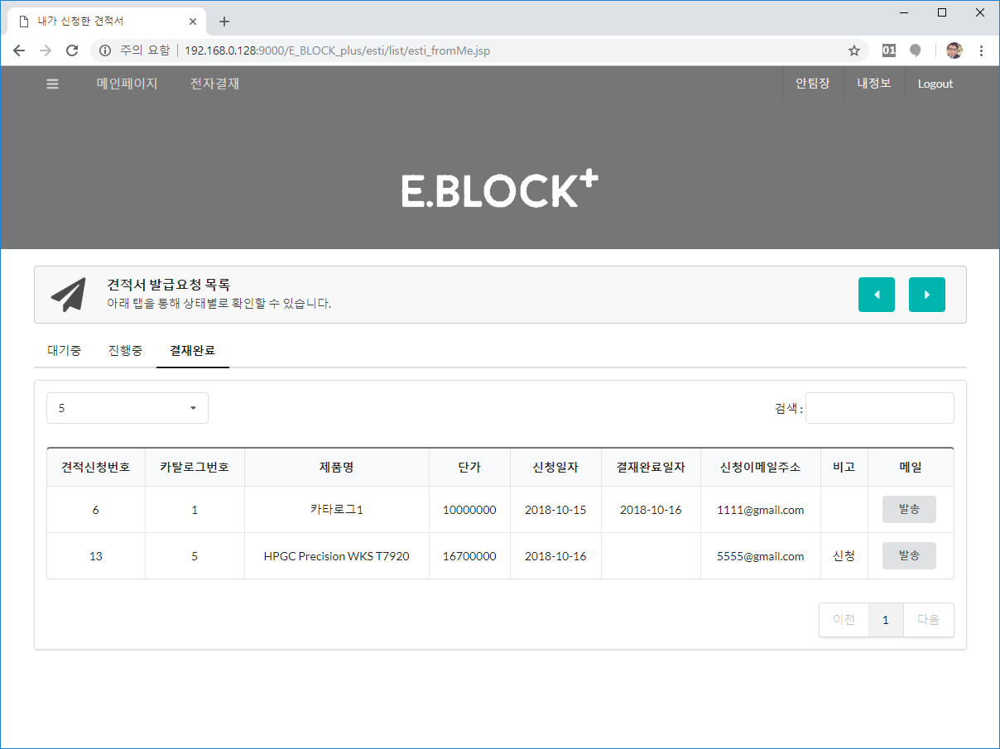 내가 신청한 견적서
주의 요함 | 192.168.0.128:9000/E_BLOCK_plus/esti/list/esti_fromMe.jsp
01
메인페이지 전자결재 안팀장 내정보 Logout
E.BLOCK+
견적서 발급요청 목록
아래 탭을 통해 상태별로 확인할 수 있습니다.
대기중 진행중 결재완료
5 검색 :
견적신청번호 카탈로그번호 제품명 단가 신청일자 결재완료일자 신청이메일주소 비고 메일
6 1 카타로그1 10000000 2018-10-15 2018-10-16 1111@gmail.com 발송
13 5 HPGC Precision WKS T7920 16700000 2018-10-16 5555@gmail.com 신청 발송
이전 1 다음